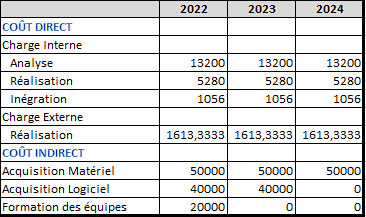 2022 2023 2024
COÛT DIRECT
Charge Interne
Analyse 13200 13200 13200
Réalisation 5280 5280 5280
Inégration 1056 1056 1056
Charge Externe
Réalisation 1613,3333 1613,3333 1613,3333
COÛT INDIRECT
Acquisition Matériel 50000 50000 50000
Acquisition Logiciel 40000 40000 0
Formation des équipes 20000 0 0